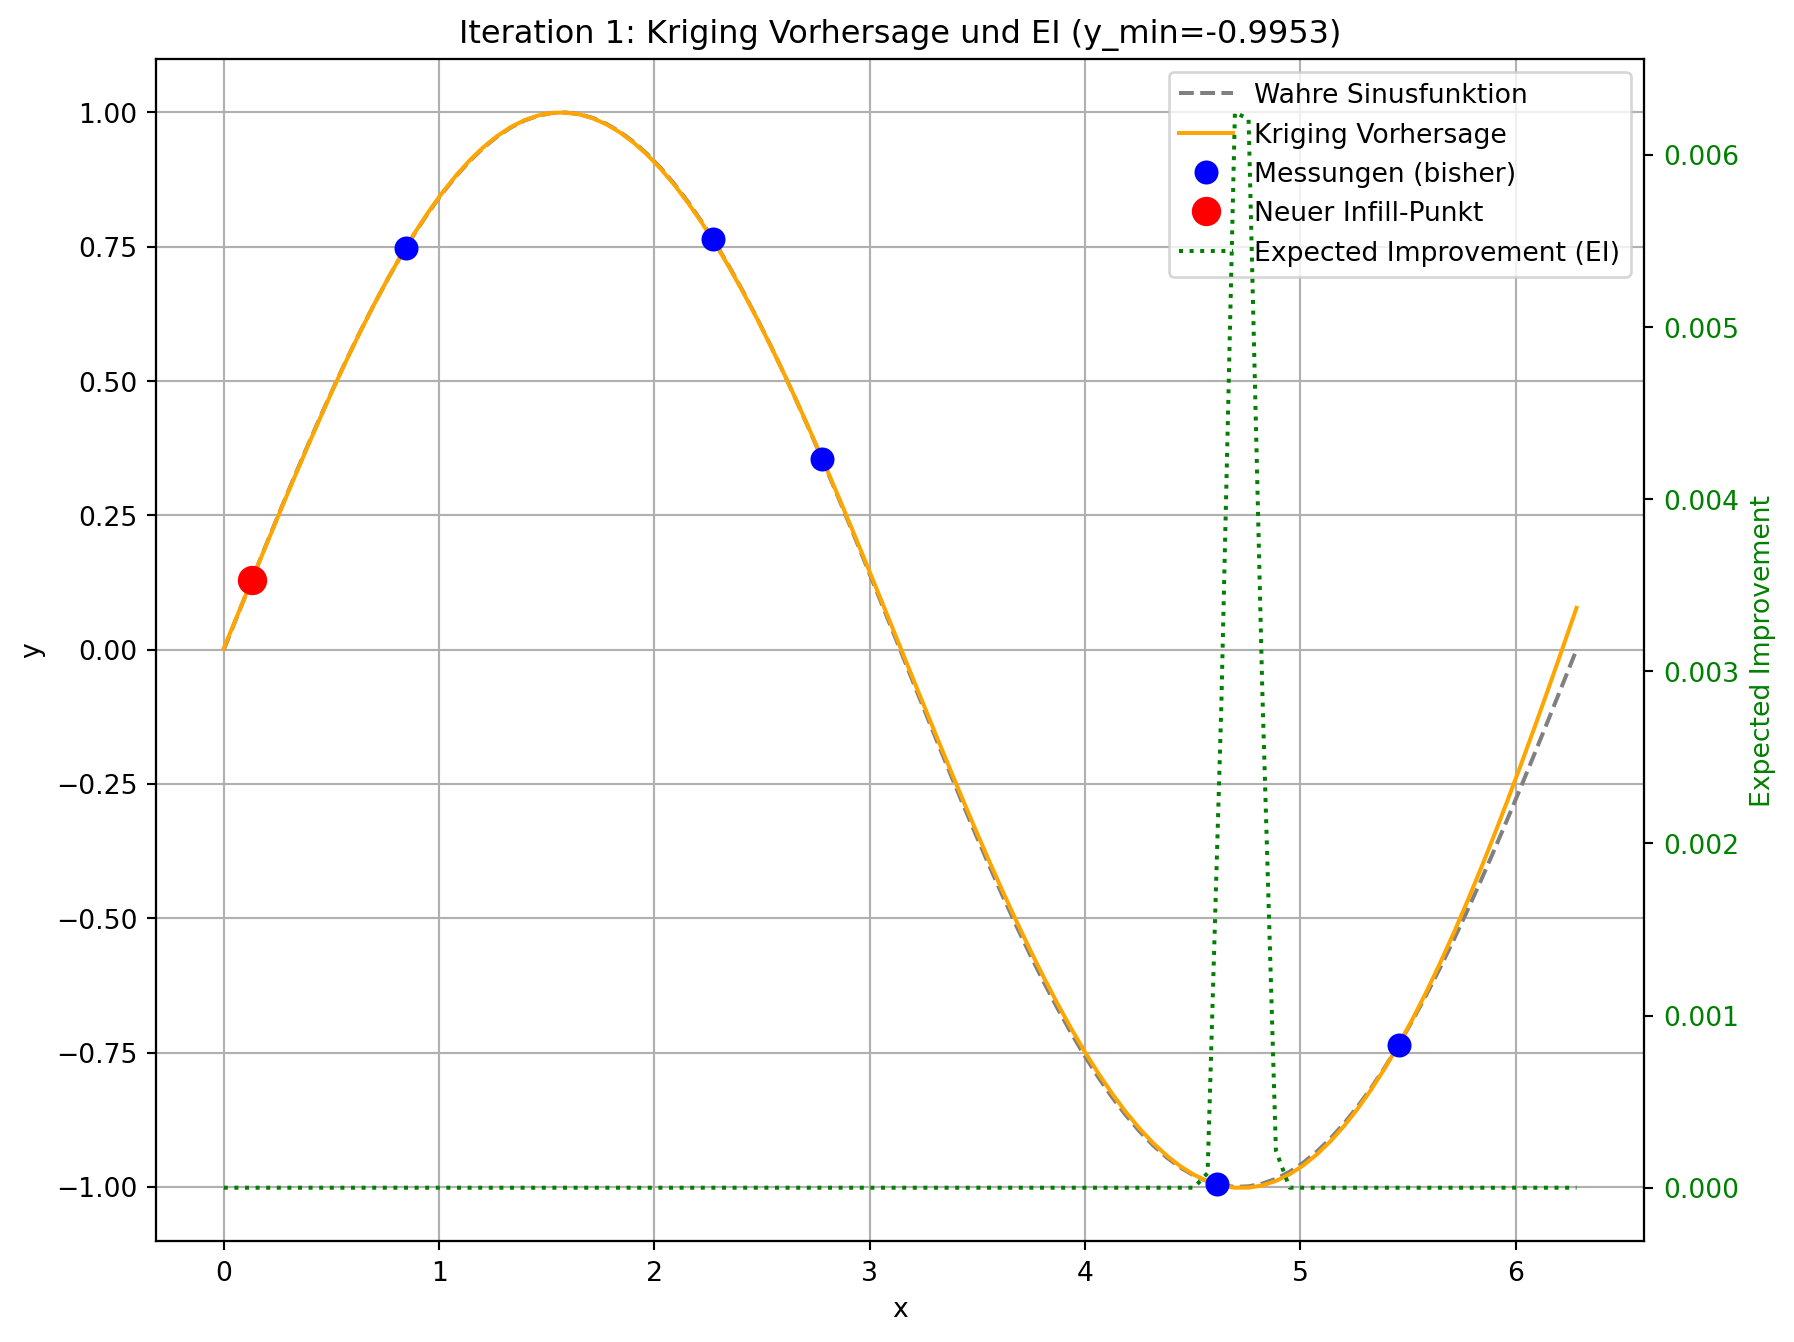 Iteration 1: Kriging Vorhersage und EI (y_min=-0.9953)
Wahre Sinusfunktion
Kriging Vorhersage
Messungen (bisher)
Neuer Infill-Punkt
Expected Improvement (EI)
1.00
0.75
0.50
0.25
0.00
−0.25
−0.50
−0.75
−1.00
y
0.006
0.005
0.004
0.003
0.002
0.001
0.000
Expected Improvement
0 1 2 3 4 5 6
x